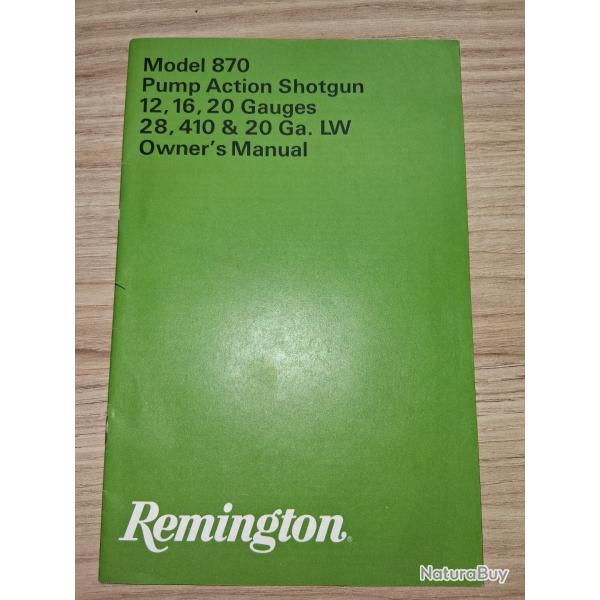 Model 870
Pump Action Shotgun
12, 16, 20 Gauges
28, 410 & 20 Ga. LW
Owner's Manual
Remington®
NaturaBuy